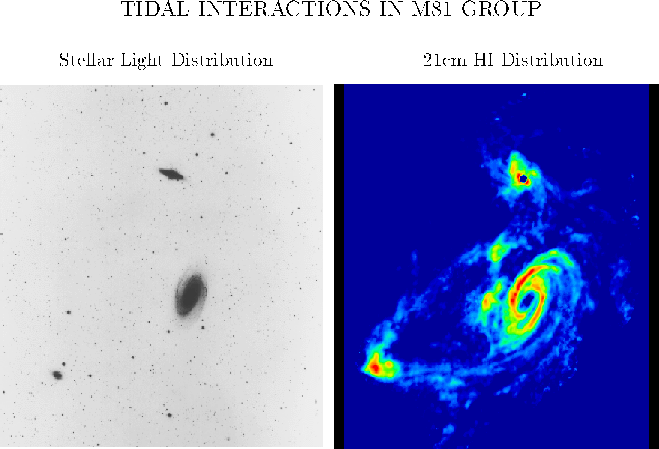 TIDAL INTERACTIONS IN M81 GROUP
Stellar Light Distribution
21cm HI Distribution